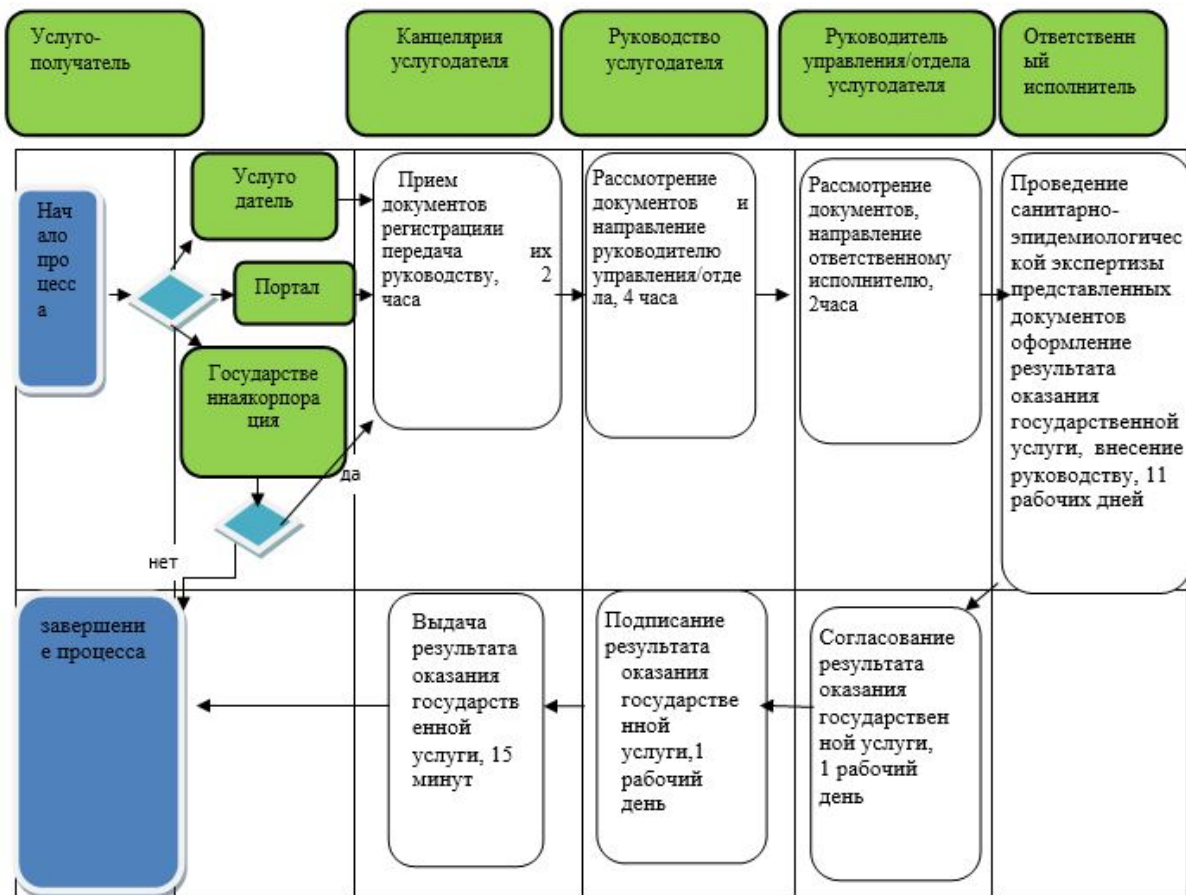 Услуго-
получатель
Канцелярия
услугодателя
Руководство
услугодателя
Руководитель
управления/отдела
услугодателя
Ответственн
ый
исполнитель
Нач
ало
про
цесс
а
Услуго
датель
Портал
Государстве
ннаякорпора
ция
да
нет
Прием
документов
регистрацияи
передача их
руководству, 2
часа
Рассмотрение
документов и
направление
руководителю
управления/отде
ла, 4 часа
Рассмотрение
документов,
направление
ответственному
исполнителю,
2часа
Проведение
санитарно-
эпидемиологичес
кой экспертизы
представленных
документов
оформление
результата
оказания
государственной
услуги, внесение
руководству, 11
рабочих дней
завершени
е процесса
Выдача
результата
оказания
государств
енной
услуги, 15
минут
Подписание
результата
оказания
государстве
нной
услуги,1
рабочий
день
Согласование
результата
оказания
государствен
ной услуги,
1 рабочий
день